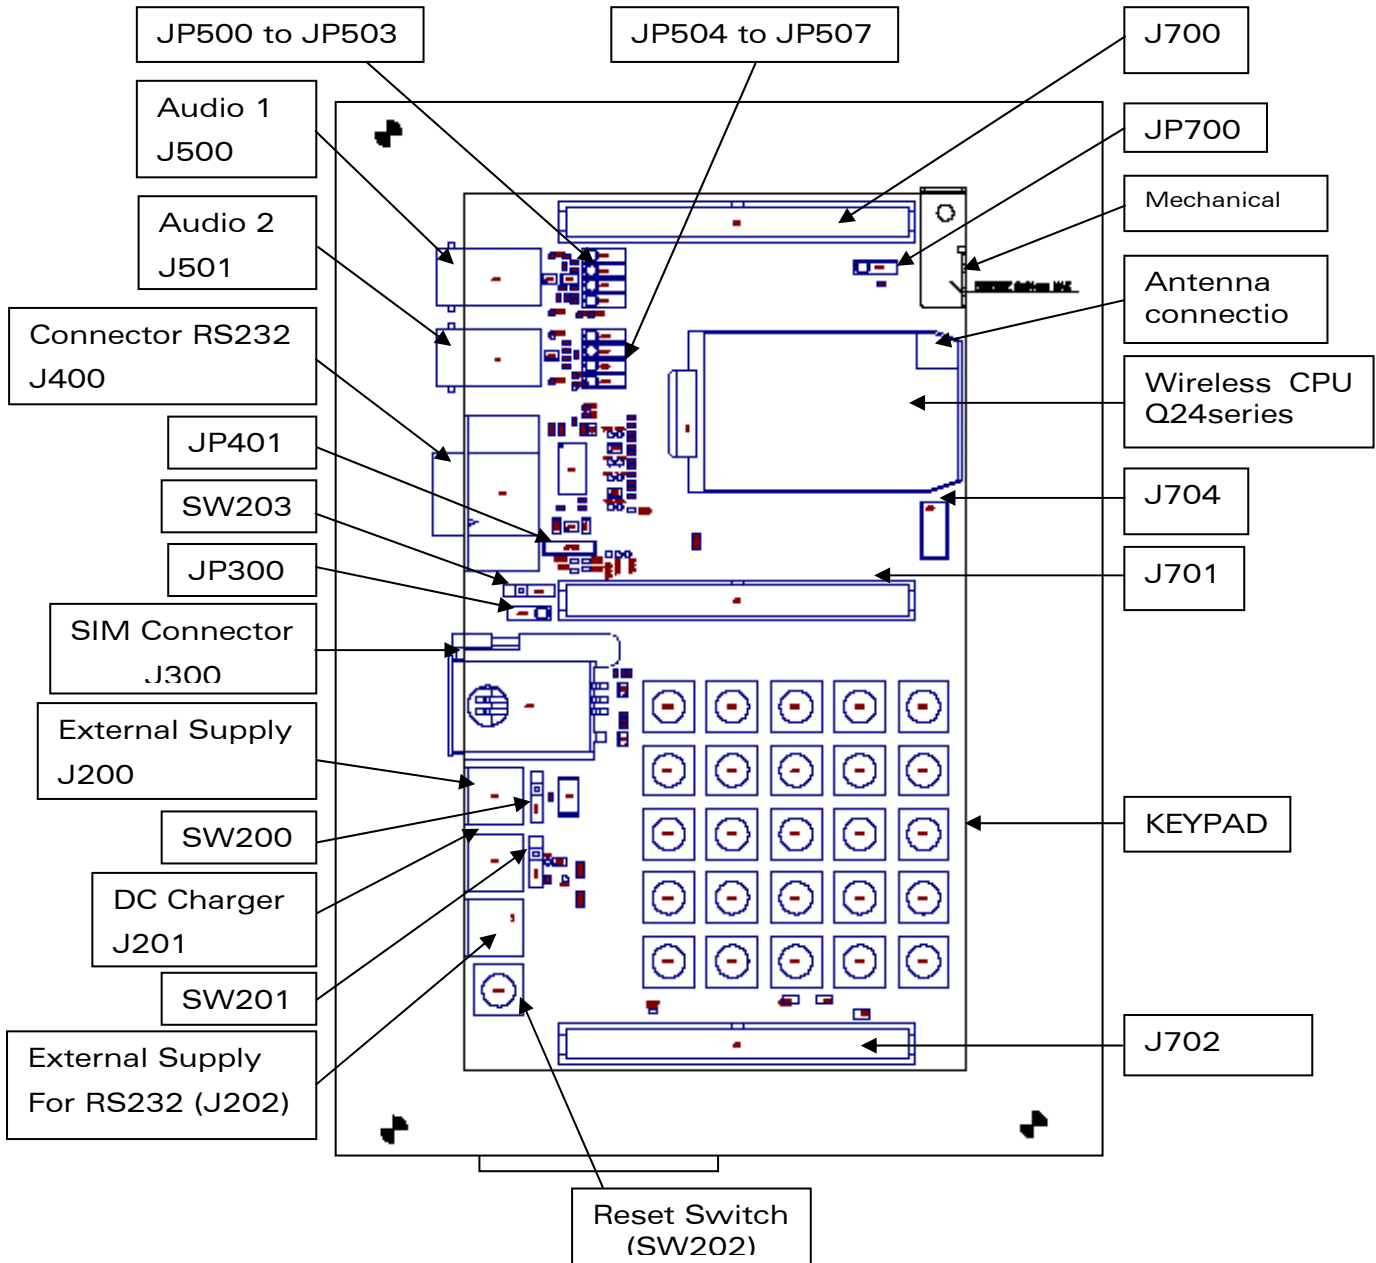 JP500 to JP503
JP504 to JP507
J700
Audio 1
J500
JP700
Mechanical
Audio 2
J501
Antenna
connectio
Connector RS232
J400
Wireless CPU
Q24series
JP401
SW203
J704
JP300
J701
SIM Connector
J300
External Supply
J200
SW200
KEYPAD
DC Charger
J201
SW201
External Supply
For RS232 (J202)
J702
Reset Switch
(SW202)